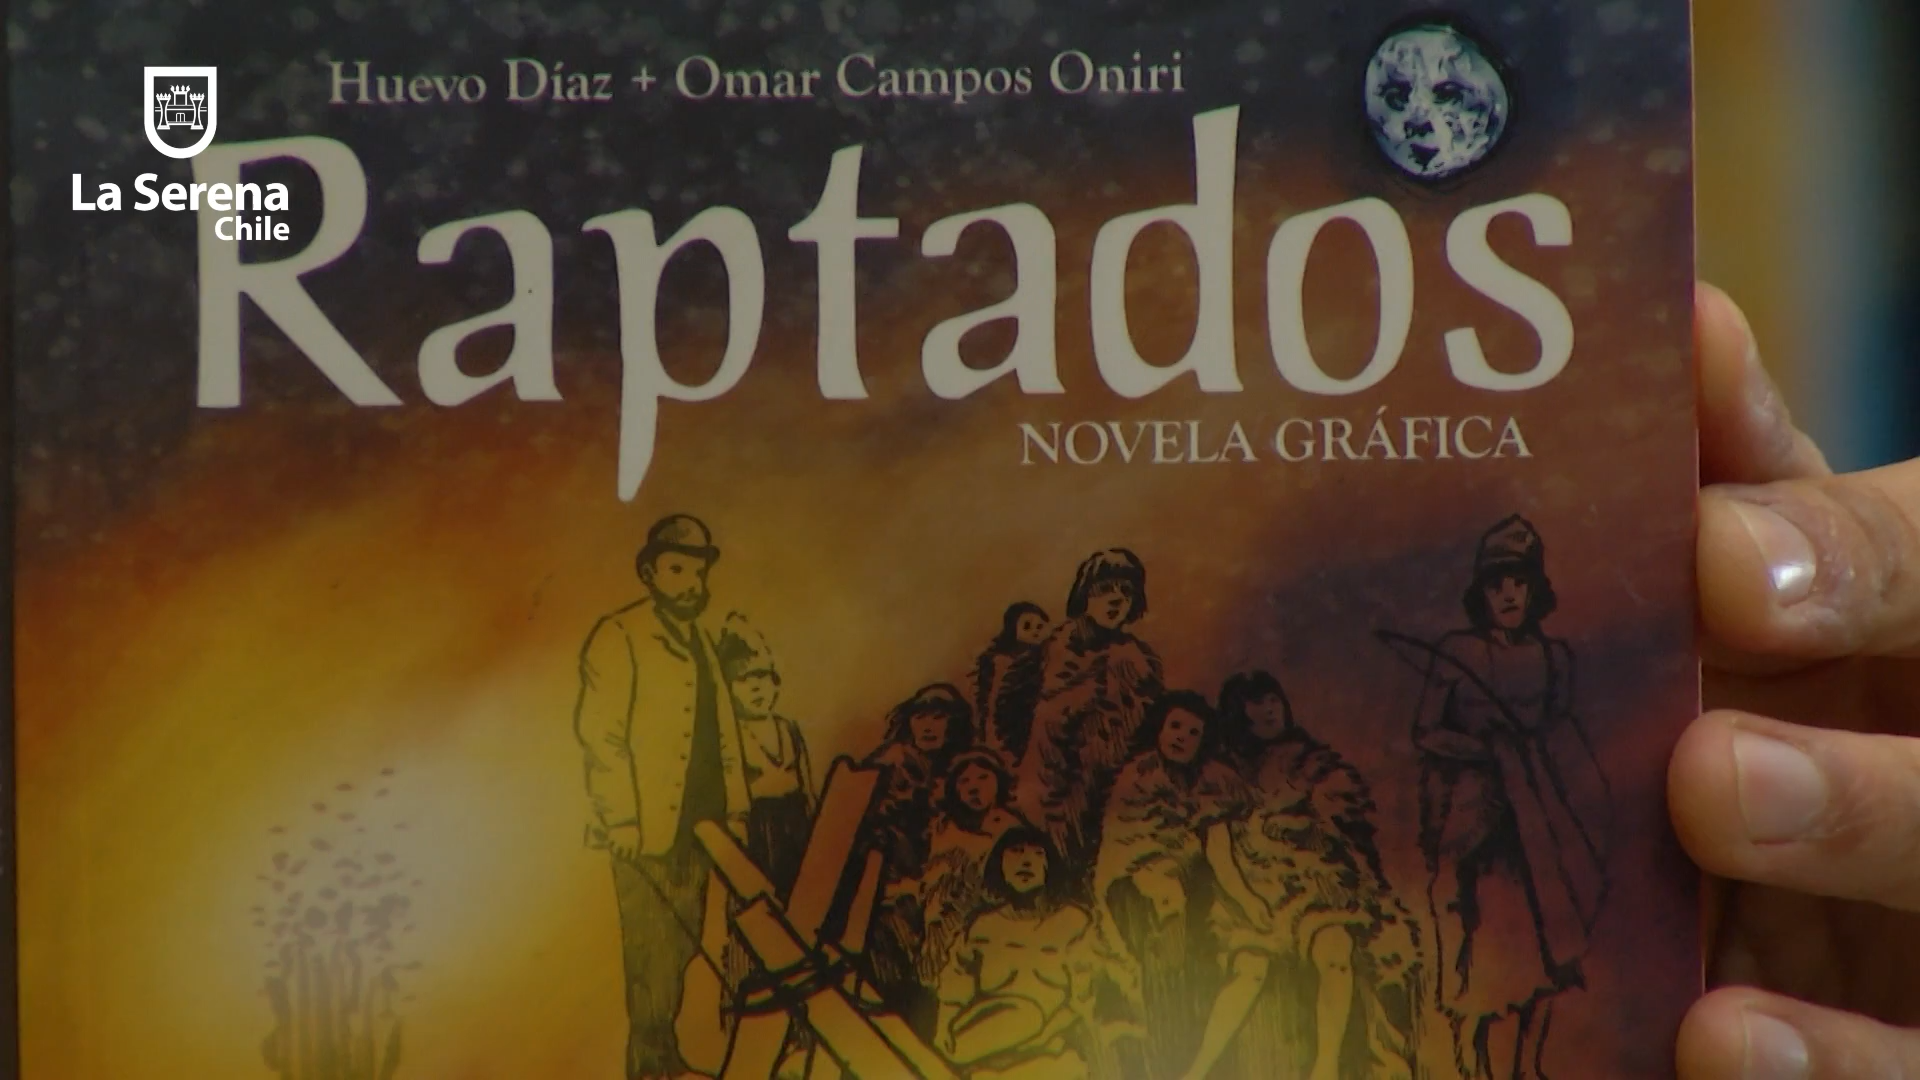 La Serena
Chile
Huevo Díaz + Omar Campos Oniri
Raptados
NOVELA GRÁFICA